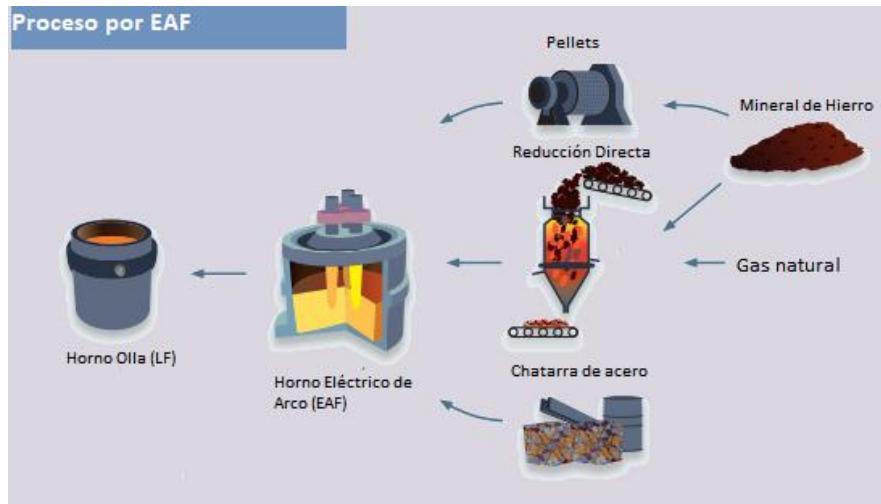 Proceso por EAF
Pellets
Mineral de Hierro
Reducción Directa
Gas natural
Horno Olla (LF)
Horno Eléctrico de
Arco (EAF)
Chatarra de acero